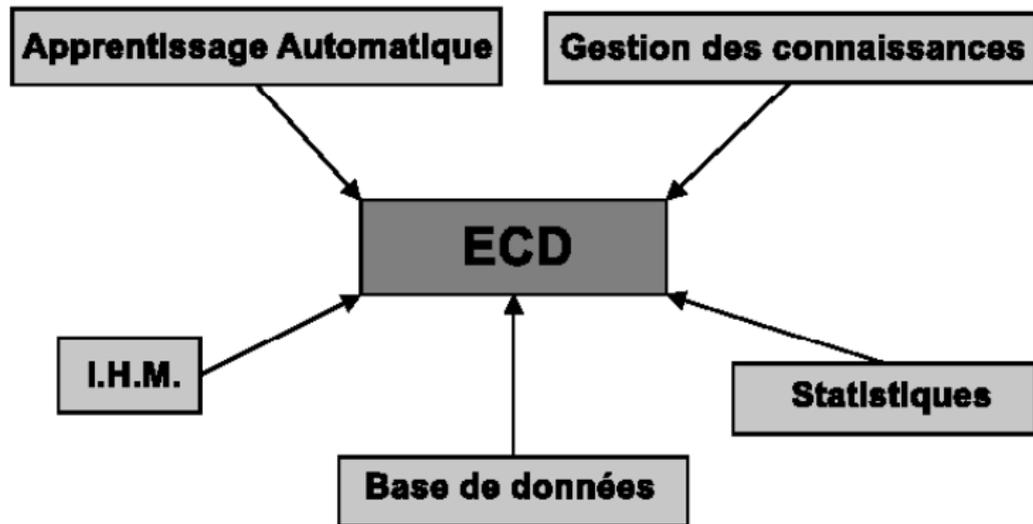 Apprentissage Automatique
Gestion des connaissances
ECD
I.H.M.
Statistiques
Base de données